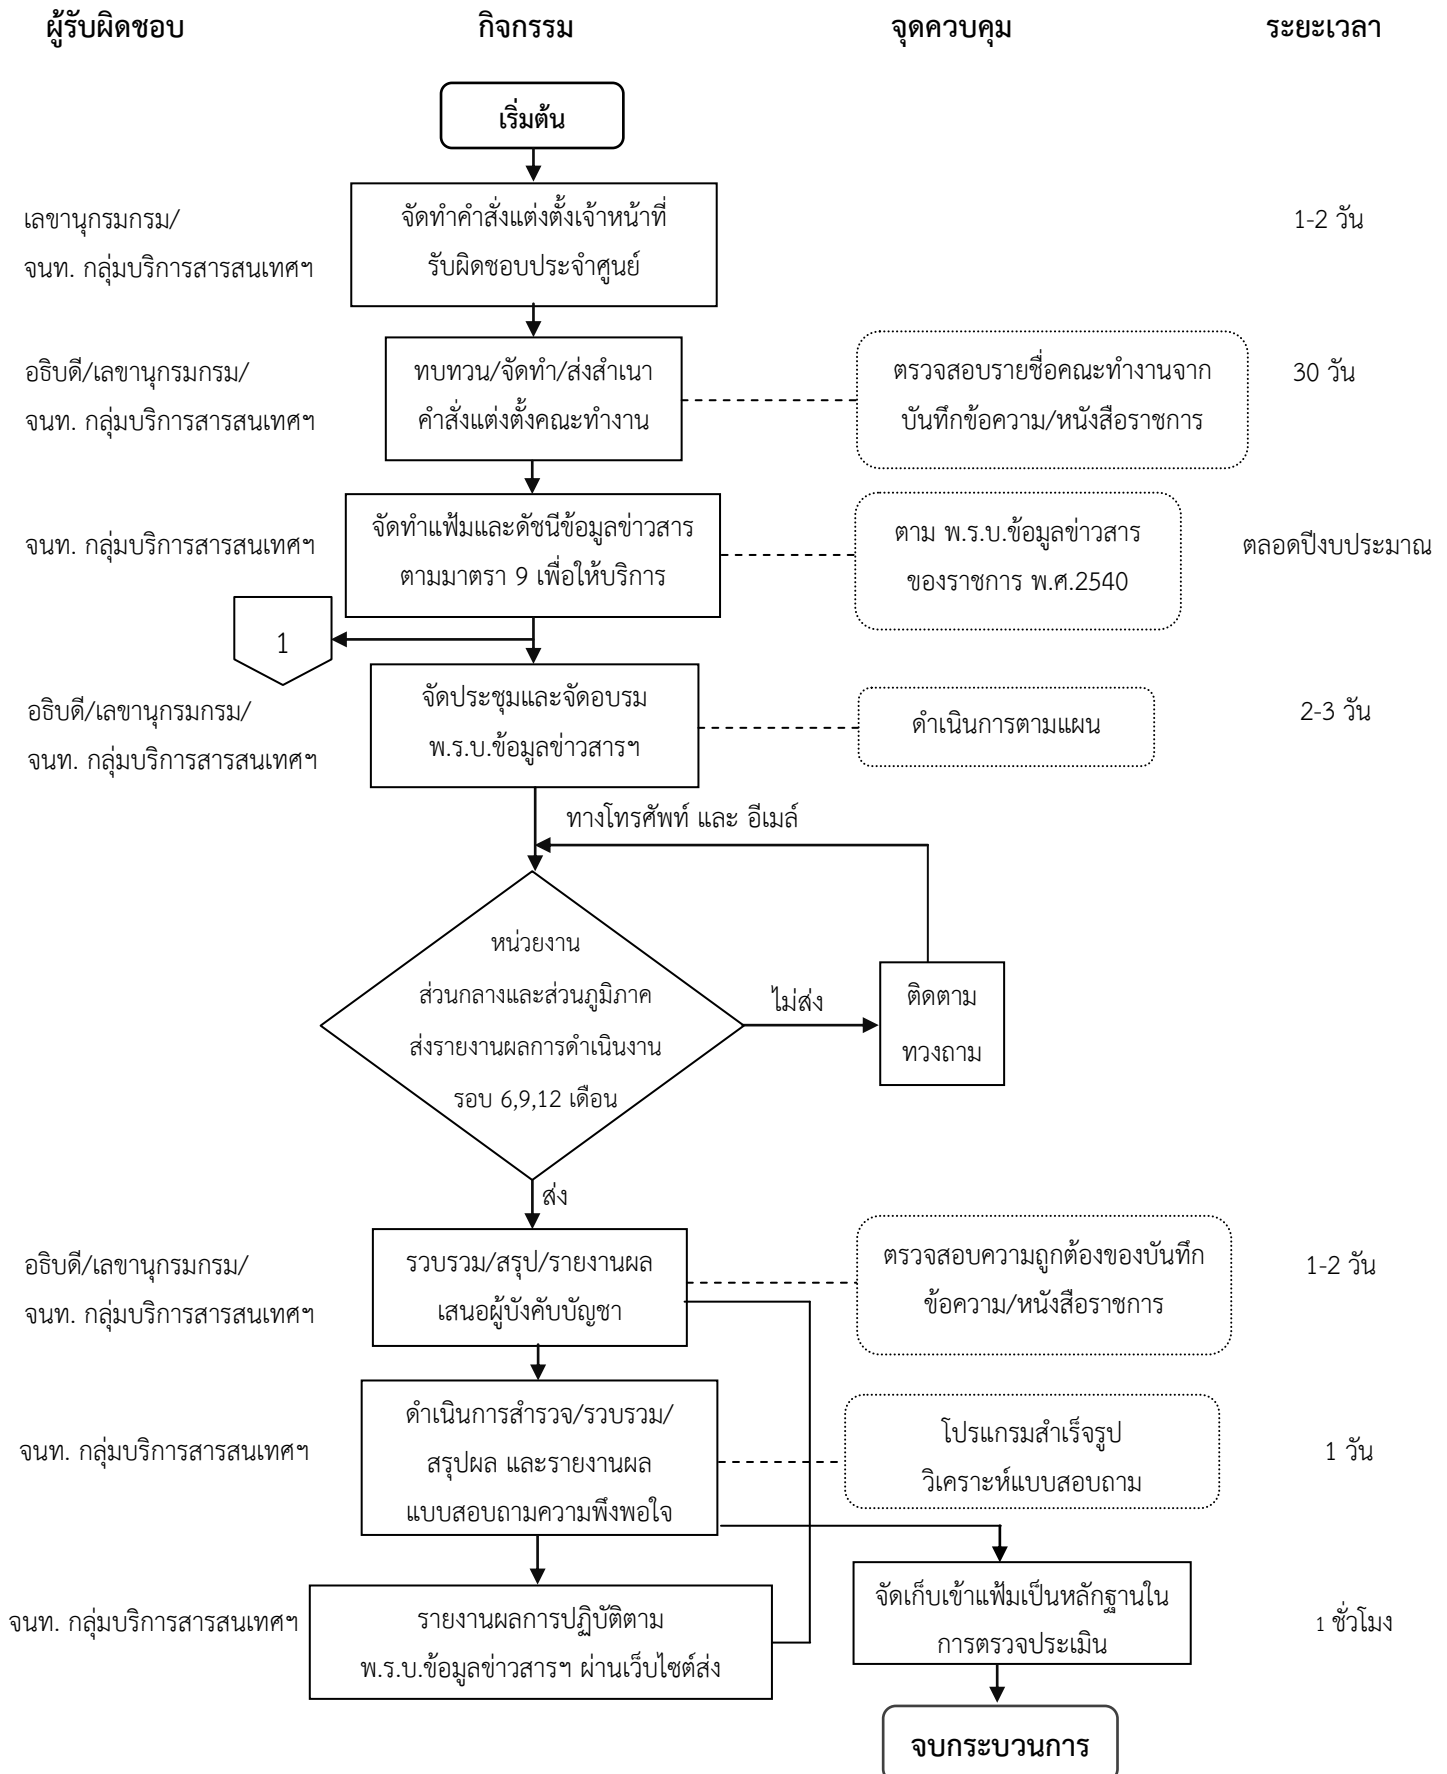 ผู้รับผิดชอบ
กิจกรรม
จุดควบคุม
ระยะเวลา
เริ่มต้น
เลขานุกรมกรม/
จนท. กลุ่มบริการสารสนเทศฯ
จัดทำคำสั่งแต่งตั้งเจ้าหน้าที่
รับผิดชอบประจำศูนย์
1-2 วัน
อธิบดี/เลขานุกรมกรม/
จนท. กลุ่มบริการสารสนเทศฯ
ทบทวน/จัดทำ/ส่งสำเนา
คำสั่งแต่งตั้งคณะทำงาน
ตรวจสอบรายชื่อคณะทำงานจาก
บันทึกข้อความ/หนังสือราชการ
30 วัน
จนท. กลุ่มบริการสารสนเทศฯ
จัดทำแฟ้มและดัชนีข้อมูลข่าวสาร
ตามมาตรา 9 เพื่อให้บริการ
ตาม พ.ร.บ.ข้อมูลข่าวสาร
ของราชการ พ.ศ.2540
ตลอดปีงบประมาณ
1
อธิบดี/เลขานุกรมกรม/
จนท. กลุ่มบริการสารสนเทศฯ
จัดประชุมและจัดอบรม
พ.ร.บ.ข้อมูลข่าวสารฯ
ดำเนินการตามแผน
2-3 วัน
ทางโทรศัพท์ และ อีเมล์
หน่วยงาน
ส่วนกลางและส่วนภูมิภาค
ส่งรายงานผลการดำเนินงาน
รอบ 6,9,12 เดือน
ไม่ส่ง
ติดตาม
ทวงถาม
ส่ง
อธิบดี/เลขานุกรมกรม/
จนท. กลุ่มบริการสารสนเทศฯ
รวบรวม/สรุป/รายงานผล
เสนอผู้บังคับบัญชา
ตรวจสอบความถูกต้องของบันทึก
ข้อความ/หนังสือราชการ
1-2 วัน
จนท. กลุ่มบริการสารสนเทศฯ
ดำเนินการสำรวจ/รวบรวม/
สรุปผล และรายงานผล
แบบสอบถามความพึงพอใจ
โปรแกรมสำเร็จรูป
วิเคราะห์แบบสอบถาม
1 วัน
จนท. กลุ่มบริการสารสนเทศฯ
รายงานผลการปฏิบัติตาม
พ.ร.บ.ข้อมูลข่าวสารฯ ผ่านเว็บไซต์ส่ง
จัดเก็บเข้าแฟ้มเป็นหลักฐานใน
การตรวจประเมิน
1 ชั่วโมง
จบกระบวนการ